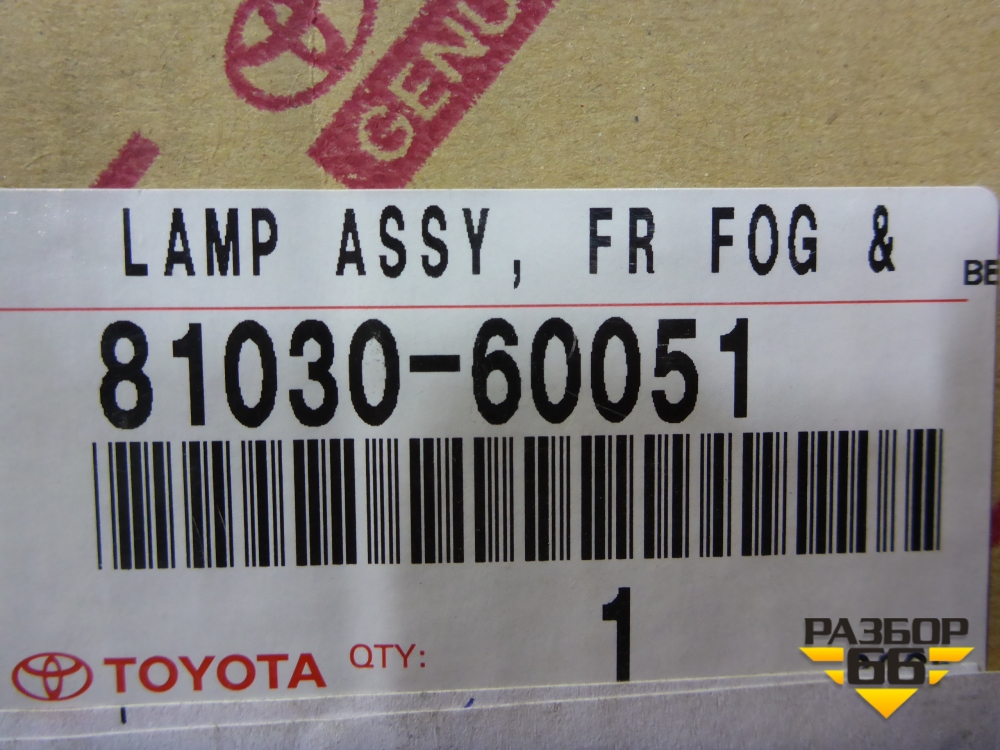 GENU
LAMP ASSY, FR FOG &
BE
81030-60051
1
TOYOTA QTY:
РАЗБОР
66